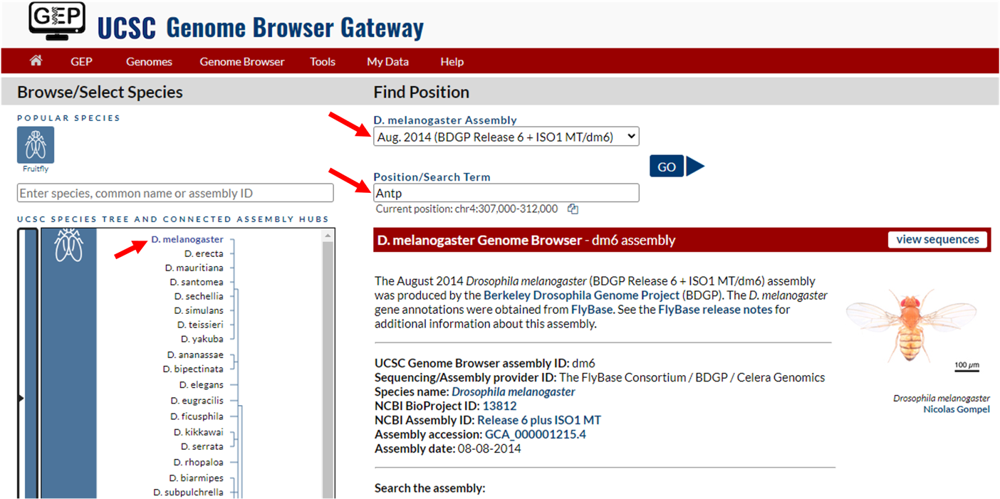 GEP
UCSC Genome Browser Gateway
GEP Genomes Genome Browser Tools My Data Help
Browse/Select Species
Find Position
POPULAR SPECIES
Fruitfly
Enter species, common name or assembly ID
UCSC SPECIES TREE AND CONNECTED ASSEMBLY HUBS
D. melanogaster
D. erecta
D. mauritiana
D. santomea
D. sechellia
D. simulans
D. teissieri
D. yakuba
D. ananassae
D. bipectinata
D. elegans
D. eugracilis
D. ficusphila
D. kikkawai
D. serrata
D. rhopaloa
D. biarmipes
D. subpulchrella
D. melanogaster Assembly
Aug. 2014 (BDGP Release 6 + ISO1 MT/dm6)
GO
Position/Search Term
Antp
Current position: chr4:307,000-312,000
D. melanogaster Genome Browser - dm6 assembly
view sequences
The August 2014 Drosophila melanogaster (BDGP Release 6 + ISO1 MT/dm6) assembly
was produced by the Berkeley Drosophila Genome Project (BDGP). The D. melanogaster
gene annotations were obtained from FlyBase. See the FlyBase release notes for
additional information about this assembly.
UCSC Genome Browser assembly ID: dm6
Sequencing/Assembly provider ID: The FlyBase Consortium / BDGP / Celera Genomics
Species name: Drosophila melanogaster
NCBI BioProject ID: 13812
NCBI Assembly ID: Release 6 plus ISO1 MT
Assembly accession: GCA_000001215.4
Assembly date: 08-08-2014
100 μm
Drosophila melanogaster
Nicolas Gompel
Search the assembly: